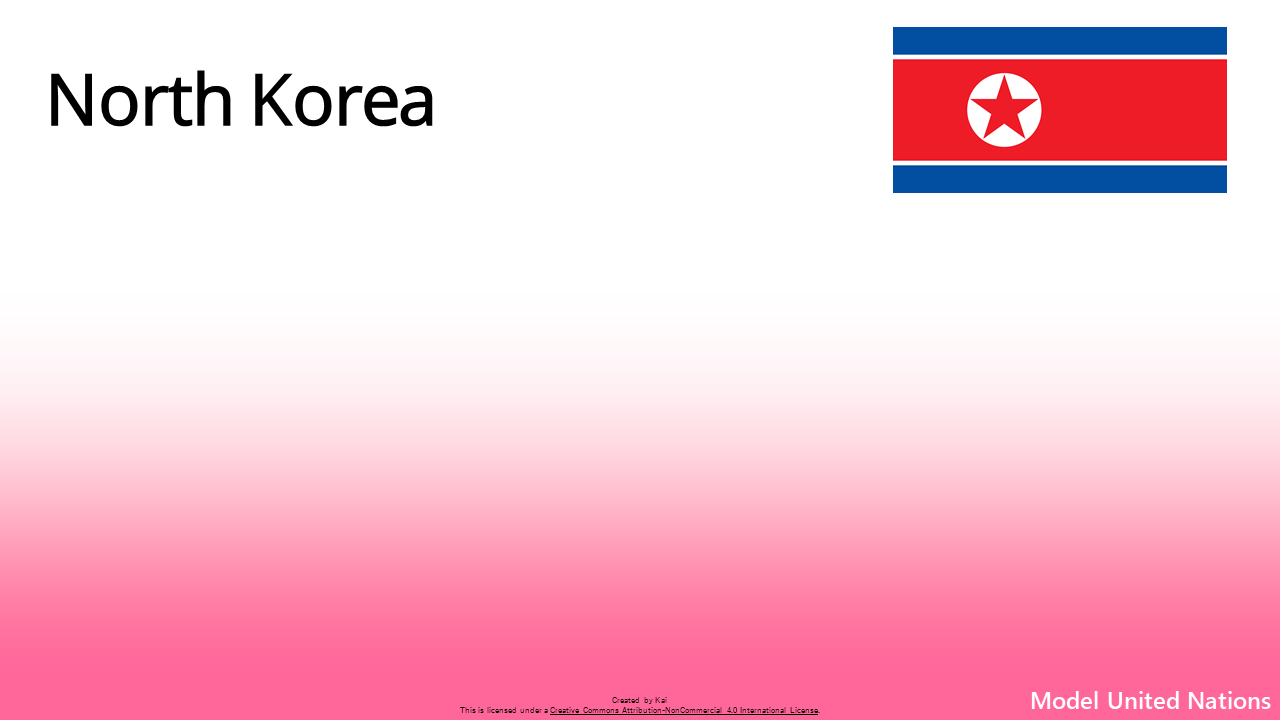 North Korea
Created by Kai
This is licensed under a Creative Commons Attribution-NonCommercial 4.0 International License.
Model United Nations